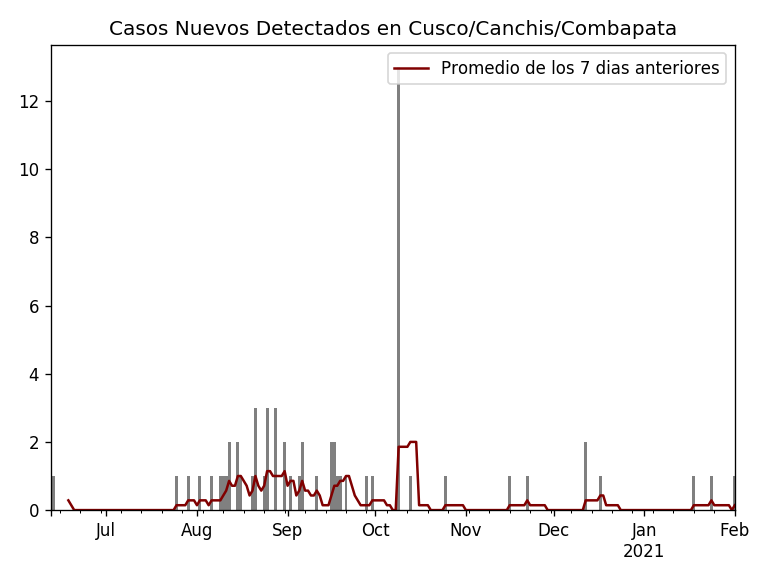 Casos Nuevos Detectados en Cusco/Canchis/Combapata
Promedio de los 7 dias anteriores
12
10
8
6
4
2
0
Jul Aug Sep Oct Nov Dec Jan Feb
2021